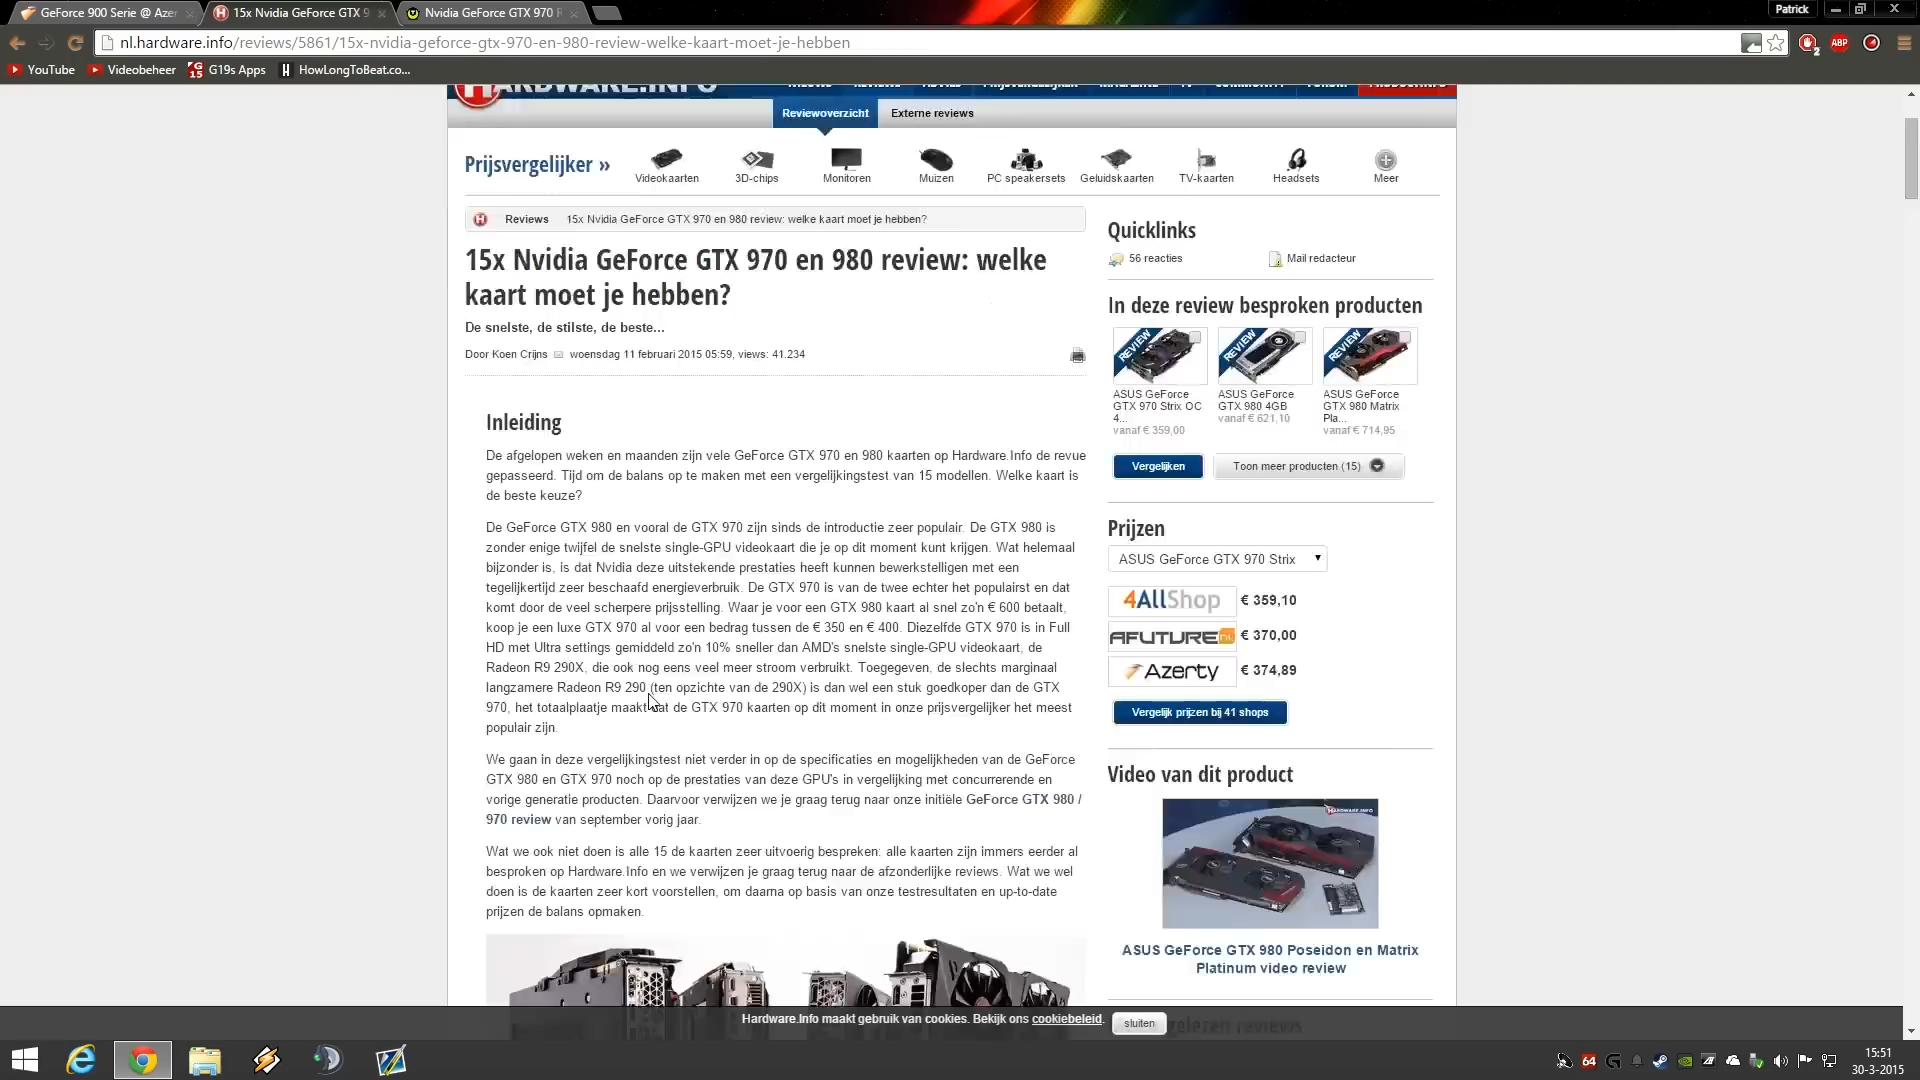 GeForce 900 Serie @ Azer
15x Nvidia GeForce GTX 9
Nvidia GeForce GTX 970 R
Patrick
nl.hardware.info/reviews/5861/15x-nvidia-geforce-gtx-970-en-980-review-welke-kaart-moet-je-hebben
ABP
YouTube
Videobeheer
G19s Apps
HowLongToBeat.co...
Reviewoverzicht
Externe reviews
Prijsvergelijker »
Videokaarten
3D-chips
Monitoren
Muizen
PC speakersets
Geluidskaarten
TV-kaarten
Headsets
Meer
Reviews
15x Nvidia GeForce GTX 970 en 980 review: welke kaart moet je hebben?
15x Nvidia GeForce GTX 970 en 980 review: welke
kaart moet je hebben?
De snelste, de stilste, de beste...
Door Koen Crijns
woensdag 11 februari 2015 05:59, views: 41.234
Inleiding
De afgelopen weken en maanden zijn vele GeForce GTX 970 en 980 kaarten op Hardware.Info de revue
gepasseerd. Tijd om de balans op te maken met een vergelijkingstest van 15 modellen. Welke kaart is
de beste keuze?
De GeForce GTX 980 en vooral de GTX 970 zijn sinds de introductie zeer populair. De GTX 980 is
zonder enige twijfel de snelste single-GPU videokaart die je op dit moment kunt krijgen. Wat helemaal
bijzonder is, is dat Nvidia deze uitstekende prestaties heeft kunnen bewerkstelligen met een
tegelijkertijd zeer beschaafd energieverbruik. De GTX 970 is van de twee echter het populairst en dat
komt door de veel scherpere prijsstelling. Waar je voor een GTX 980 kaart al snel zo'n € 600 betaalt,
koop je een luxe GTX 970 al voor een bedrag tussen de € 350 en € 400. Diezelfde GTX 970 is in Full
HD met Ultra settings gemiddeld zo'n 10% sneller dan AMD's snelste single-GPU videokaart, de
Radeon R9 290X, die ook nog eens veel meer stroom verbruikt. Toegegeven, de slechts marginaal
langzamere Radeon R9 290 (ten opzichte van de 290X) is dan wel een stuk goedkoper dan de GTX
970, het totaalplaatje maakt dat de GTX 970 kaarten op dit moment in onze prijsvergelijker het meest
populair zijn.
We gaan in deze vergelijkingstest niet verder in op de specificaties en mogelijkheden van de GeForce
GTX 980 en GTX 970 noch op de prestaties van deze GPU's in vergelijking met concurrerende en
vorige generatie producten. Daarvoor verwijzen we je graag terug naar onze initiële GeForce GTX 980 /
970 review van september vorig jaar.
Wat we ook niet doen is alle 15 de kaarten zeer uitvoerig bespreken: alle kaarten zijn immers eerder al
besproken op Hardware.Info en we verwijzen je graag terug naar de afzonderlijke reviews. Wat we wel
doen is de kaarten zeer kort voorstellen, om daarna op basis van onze testresultaten en up-to-date
prijzen de balans opmaken.
Quicklinks
56 reacties
Mail redacteur
In deze review besproken producten
REVIEW
REVIEW
REVIEW
ASUS GeForce
GTX 970 Strix OC
4...
vanaf € 359,00
ASUS GeForce
GTX 980 4GB
vanaf € 621,10
ASUS GeForce
GTX 980 Matrix
Pla...
vanaf € 714,95
Vergelijken
Toon meer producten (15)
Prijzen
ASUS GeForce GTX 970 Strix
4AllShop
€ 359,10
AFUTURE.nl
€ 370,00
Azerty
€ 374,89
Vergelijk prijzen bij 41 shops
Video van dit product
HARDWARE.INFO
ASUS GeForce GTX 980 Poseidon en Matrix
Platinum video review
Hardware.Info maakt gebruik van cookies. Bekijk ons cookiebeleid.
sluiten
64
15:51
30-3-2015